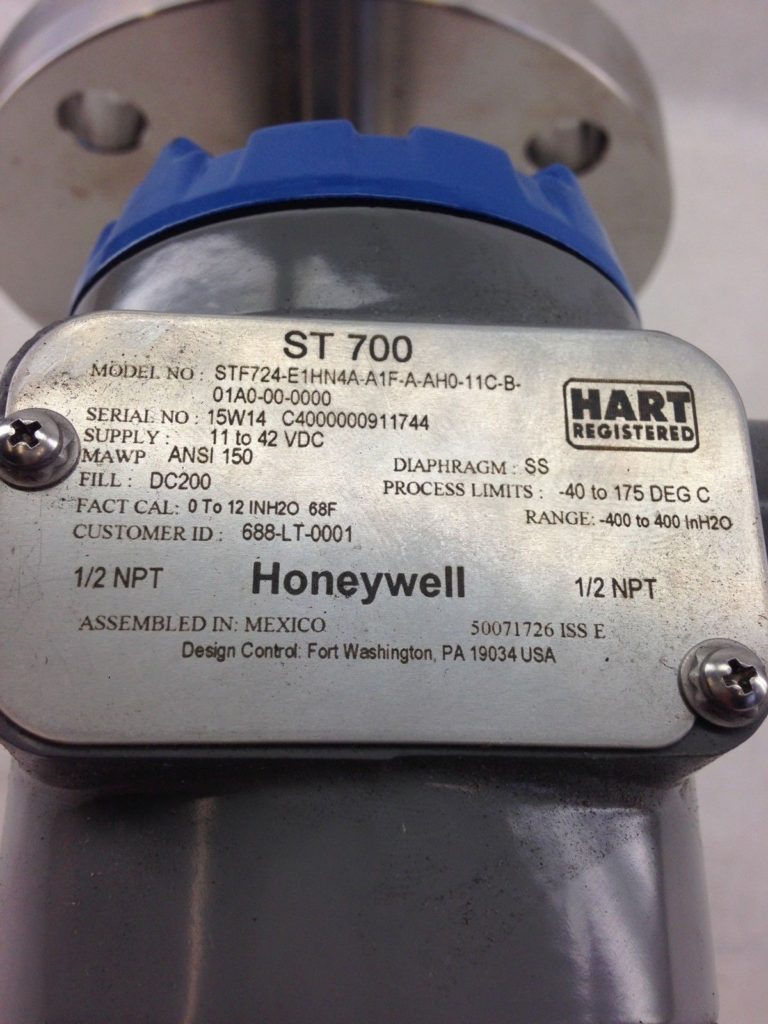 ST 700
MODEL NO : STF724-E1HN4A-A1F-A-AH0-11C-B-
01A0-00-0000
HART
REGISTERED
SERIAL NO : 15W14 C4000000911744
SUPPLY : 11 to 42 VDC
MAWP ANSI 150
DIAPHRAGM : SS
FILL : DC200
PROCESS LIMITS : -40 to 175 DEG C
FACT CAL: 0 To 12 INH2O 68F
RANGE: -400 to 400 InH2O
CUSTOMER ID : 688-LT-0001
1/2 NPT Honeywell 1/2 NPT
ASSEMBLED IN: MEXICO 50071726 ISS E
Design Control: Fort Washington, PA 19034 USA